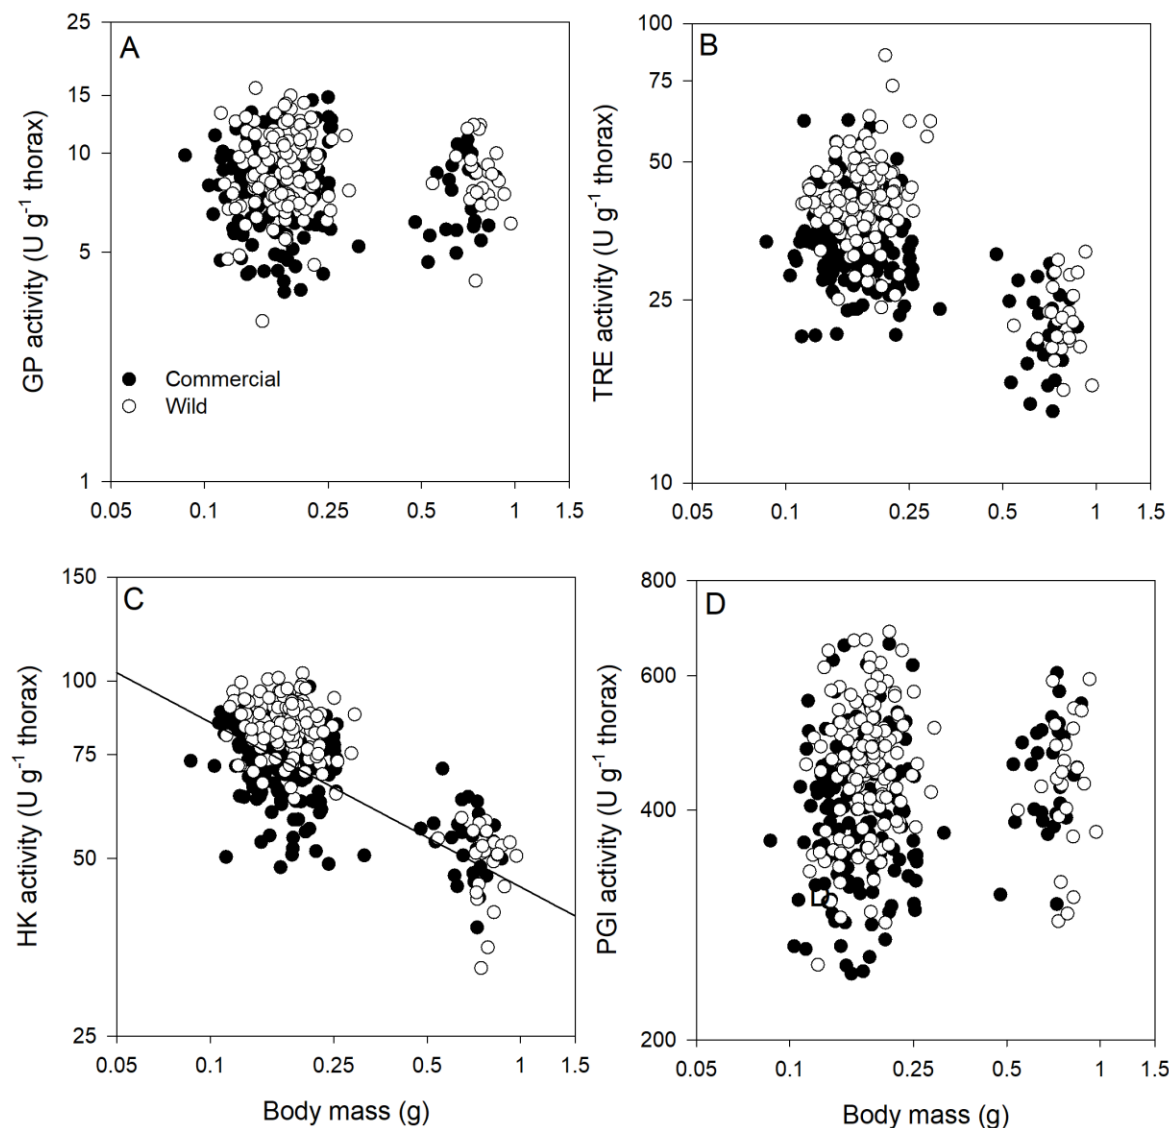 A
GP activity (U g⁻¹ thorax)
25
15
10
5
1
Commercial
Wild
0.05 0.1 0.25 0.5 1 1.5
B
TRE activity (U g⁻¹ thorax)
100
75
50
25
10
0.05 0.1 0.25 0.5 1 1.5
C
HK activity (U g⁻¹ thorax)
150
100
75
50
25
0.05 0.1 0.25 0.5 1 1.5
Body mass (g)
D
PGI activity (U g⁻¹ thorax)
800
600
400
200
0.05 0.1 0.25 0.5 1 1.5
Body mass (g)